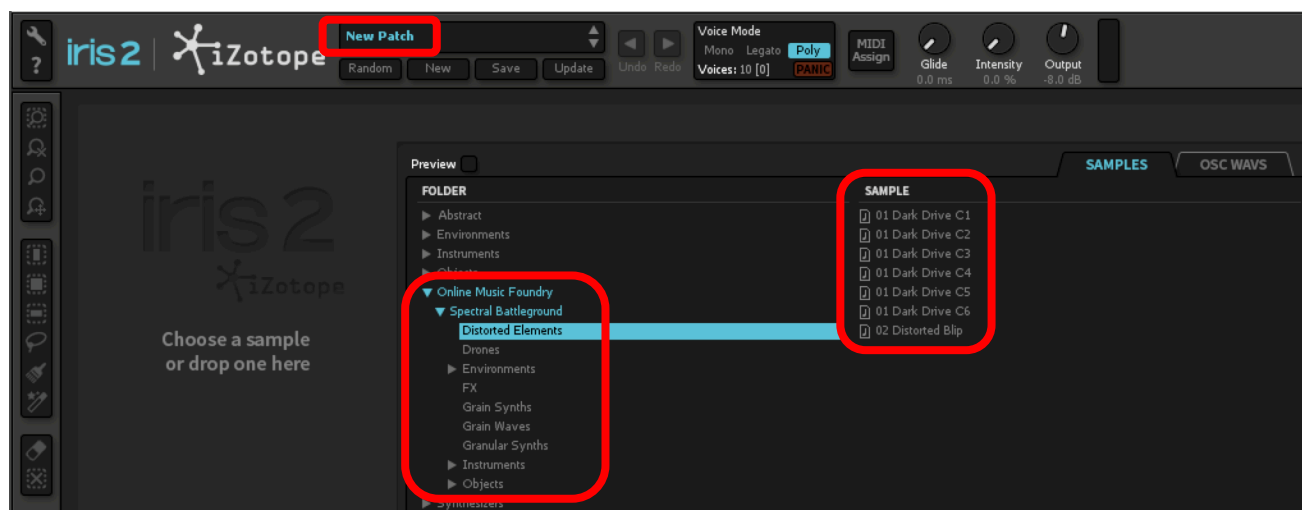 New Patch
iris 2 iZotope
Random New Save Update
Undo Redo
Voice Mode
Mono Legato Poly
Voices: 10 [0] PANIC
MIDI
Assign
Glide
0.0 ms
Intensity
0.0 %
Output
-8.0 dB
?
Preview
SAMPLES
OSC WAVS
FOLDER
Abstract
Environments
Instruments
Objects
Online Music Foundry
Spectral Battleground
Distorted Elements
Drones
Environments
FX
Grain Synths
Grain Waves
Granular Synths
Instruments
Objects
Synthesizers
SAMPLE
01 Dark Drive C1
01 Dark Drive C2
01 Dark Drive C3
01 Dark Drive C4
01 Dark Drive C5
01 Dark Drive C6
02 Distorted Blip
iris 2
iZotope
Choose a sample
or drop one here